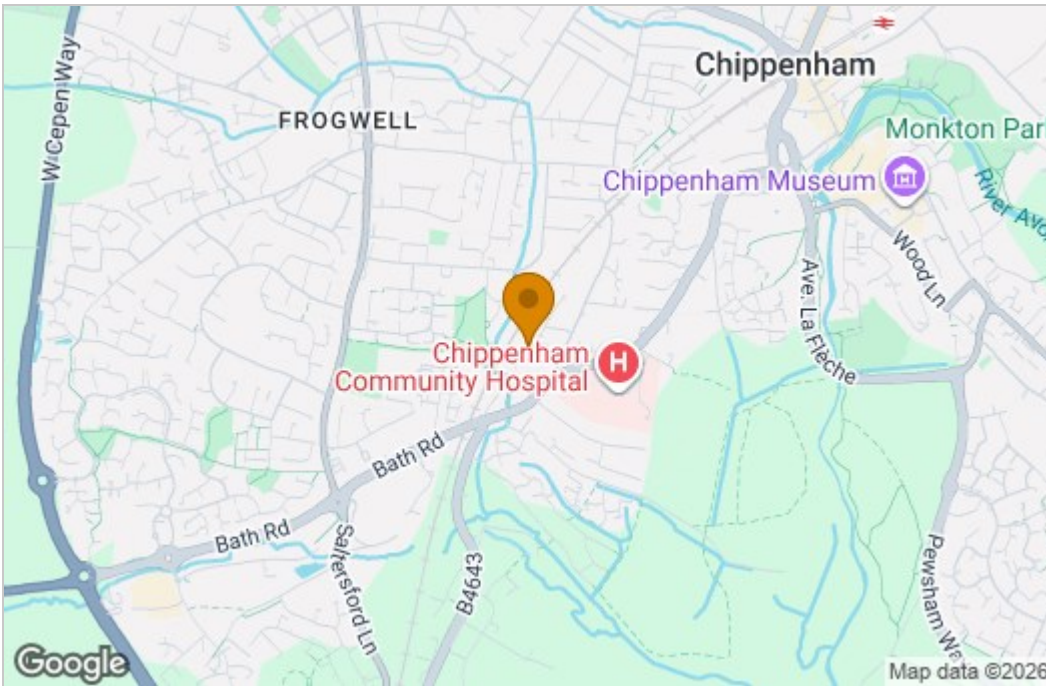 Chippenham
W Cepen Way
FROGWELL
Monkton Par
Chippenham Museum
River Avo
Wood Ln
Ave. La Flèche
Chippenham
Community Hospital
H
Bath Rd
Bath Rd
Saltersford Ln
B4643
Pewsham Wa
Google
Map data ©2026